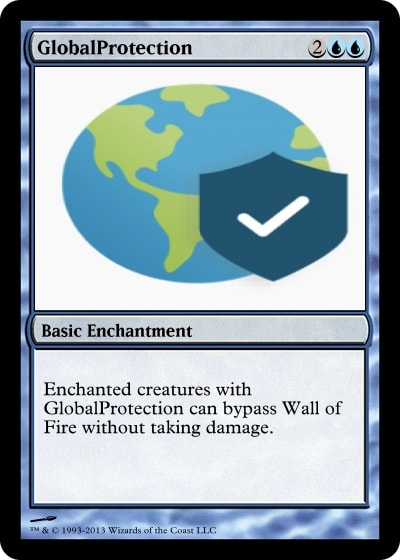 GlobalProtection 2
Basic Enchantment
Enchanted creatures with
GlobalProtection can bypass Wall of
Fire without taking damage.
™ & © 1993-2013 Wizards of the Coast LLC